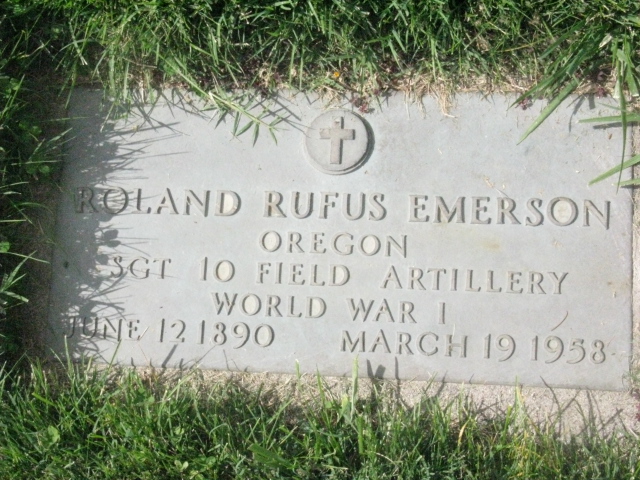 ROLAND RUFUS EMERSON
OREGON
SGT 10 FIELD ARTILLERY
WORLD WAR I
JUNE 12 1890 MARCH 19 1958